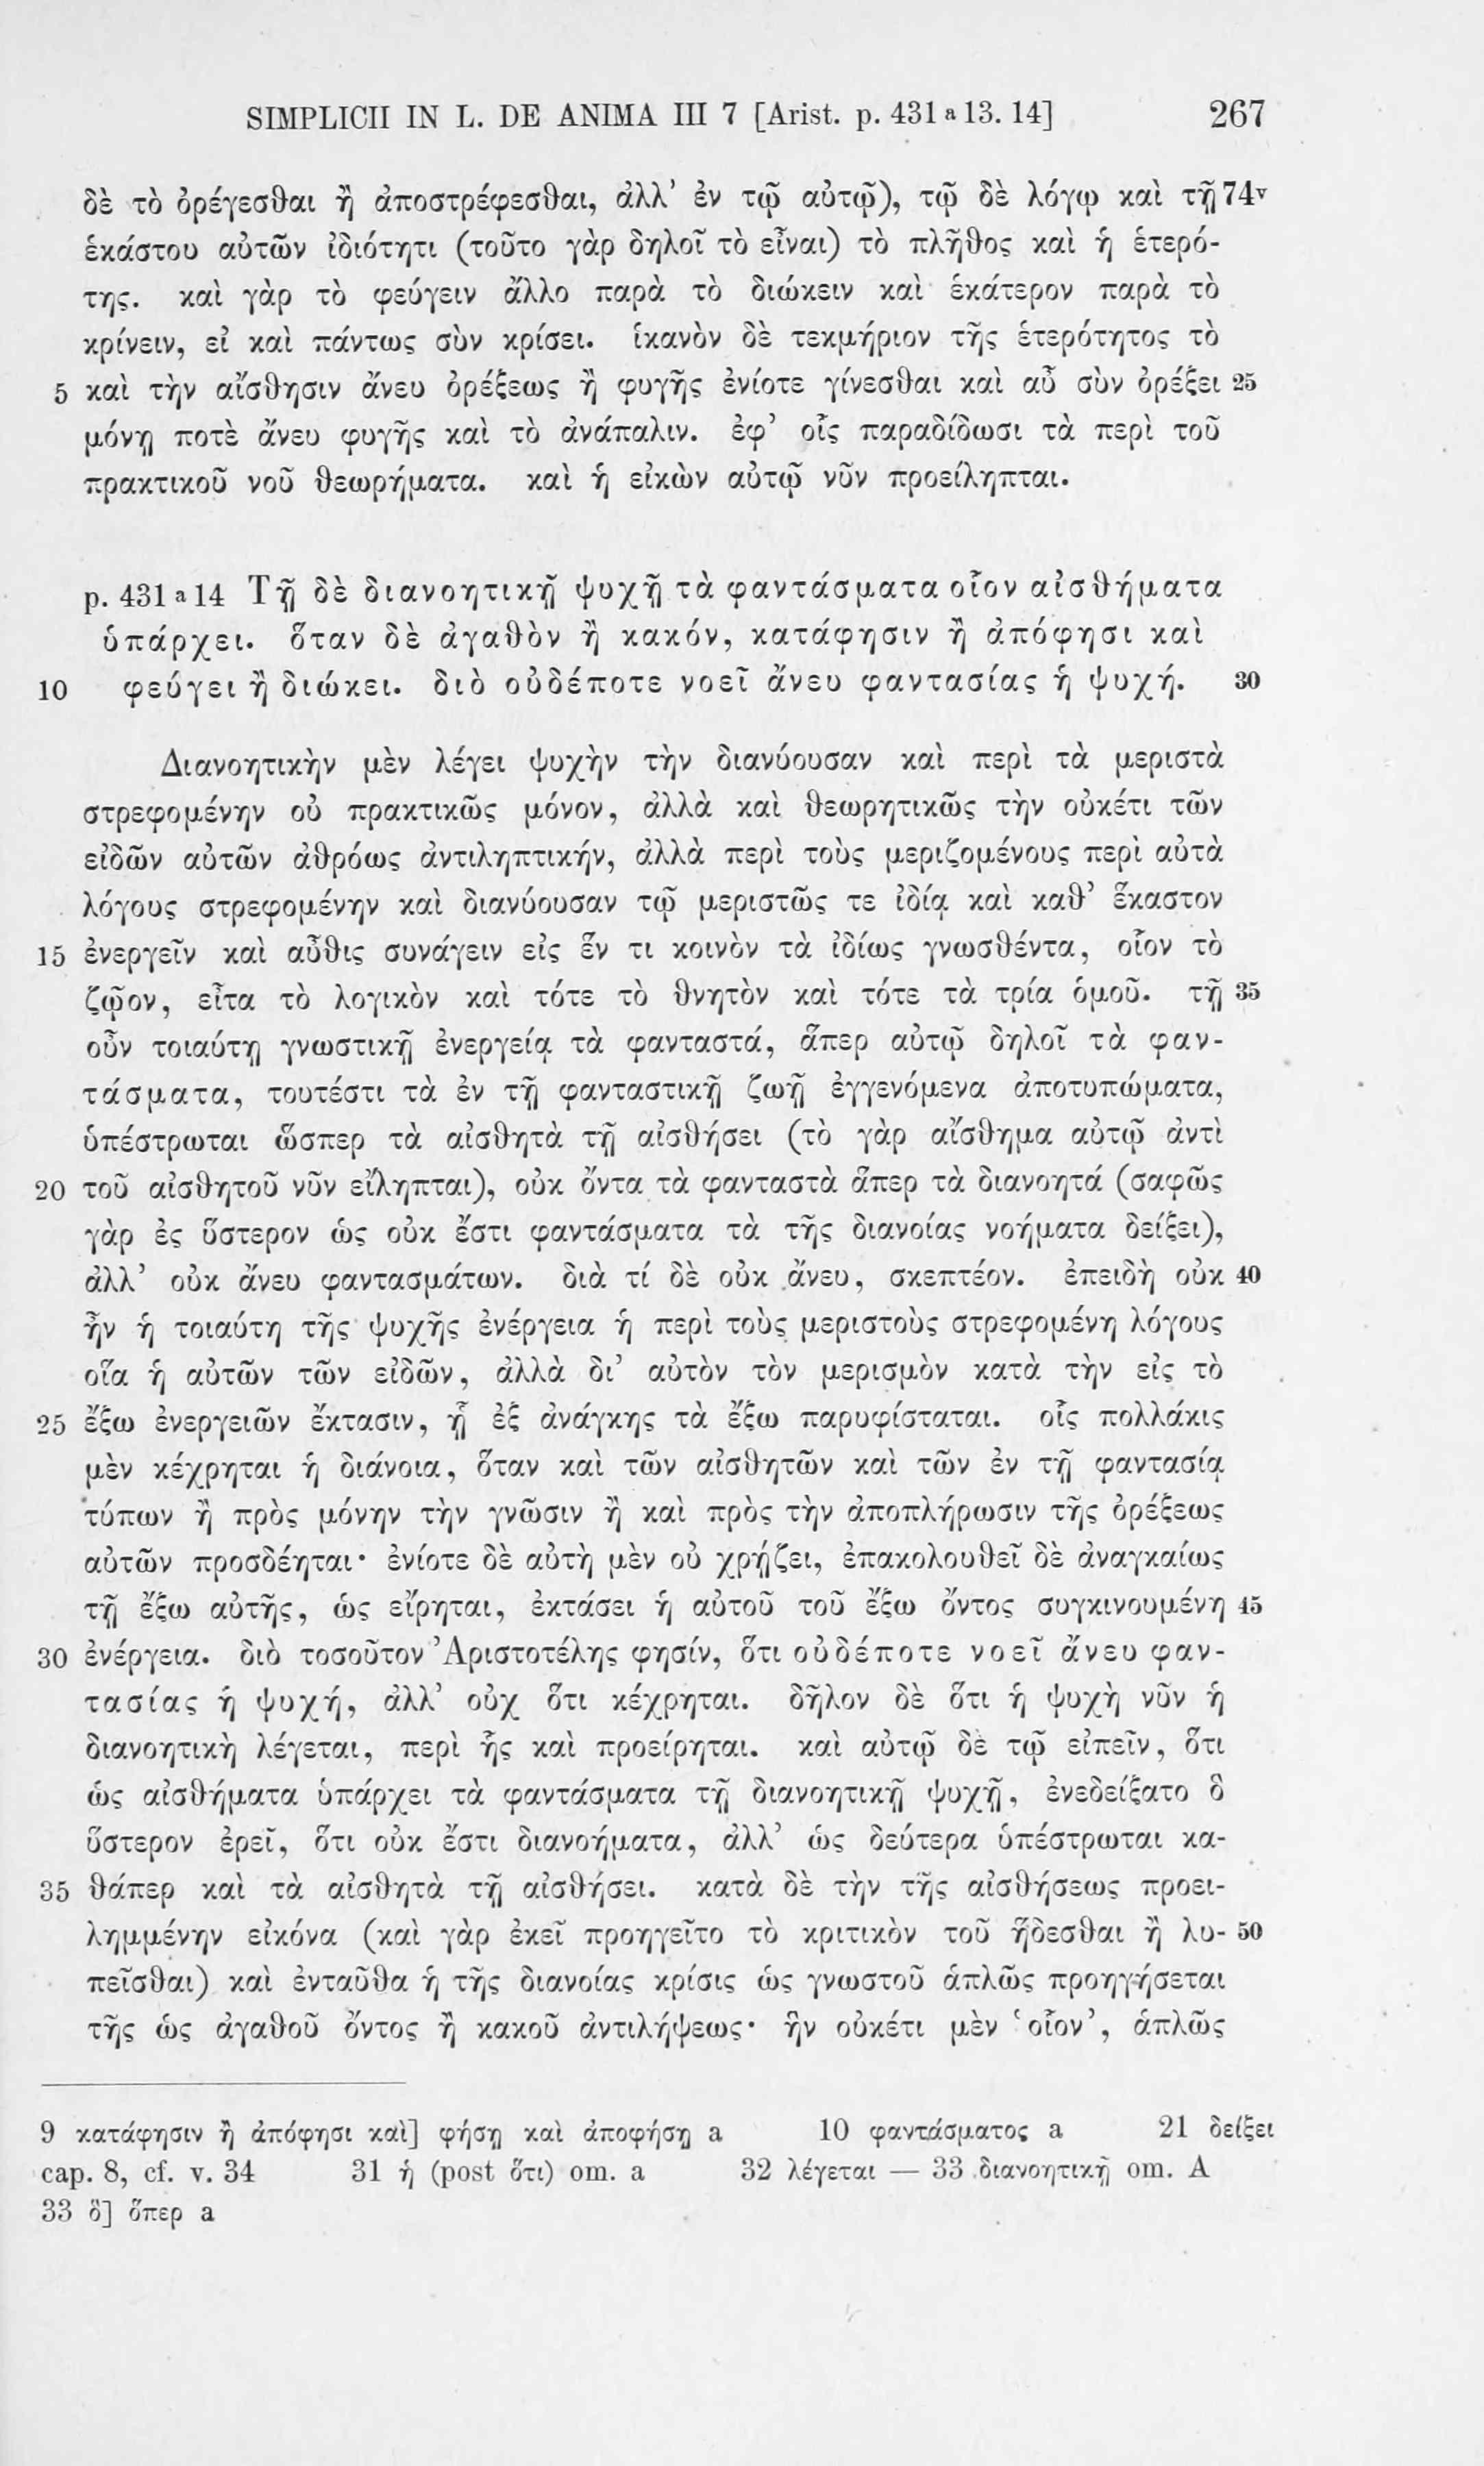 SIMPLICII IN L. DE ANIMA III 7 [Arist. p. 431 a 13. 14] 267
δὲ τὸ ὀρέγεσθαι ἢ ἀποστρέφεσθαι, ἀλλ’ ἐν τῷ αὐτῷ), τῷ δὲ λόγῳ καὶ τῇ 74v
ἑκάστου αὐτῶν ἰδιότητι (τοῦτο γὰρ δηλοῖ τὸ εἶναι) τὸ πλῆθος καὶ ἡ ἑτερό-
της. καὶ γὰρ τὸ φεύγειν ἄλλο παρὰ τὸ διώκειν καὶ ἑκάτερον παρὰ τὸ
κρίνειν, εἰ καὶ πάντως σὺν κρίσει. ἱκανὸν δὲ τεκμήριον τῆς ἑτερότητος τὸ
5 καὶ τὴν αἴσθησιν ἄνευ ὀρέξεως ἢ φυγῆς ἐνίοτε γίνεσθαι καὶ αὖ σὺν ὀρέξει 25
μόνῃ ποτὲ ἄνευ φυγῆς καὶ τὸ ἀνάπαλιν. ἐφ’ οἷς παραδίδωσι τὰ περὶ τοῦ
πρακτικοῦ νοῦ θεωρήματα. καὶ ἡ εἰκὼν αὐτῷ νῦν προείληπται.
p. 431 a 14 Τῇ δὲ διανοητικῇ ψυχῇ τὰ φαντάσματα οἷον αἰσθήματα
ὑπάρχει. ὅταν δὲ ἀγαθὸν ἢ κακόν, κατάφησιν ἢ ἀπόφησι καὶ
10 φεύγει ἢ διώκει. διὸ οὐδέποτε νοεῖ ἄνευ φαντασίας ἡ ψυχή. 30
Διανοητικὴν μὲν λέγει ψυχὴν τὴν διανύουσαν καὶ περὶ τὰ μεριστὰ
στρεφομένην οὐ πρακτικῶς μόνον, ἀλλὰ καὶ θεωρητικῶς τὴν οὐκέτι τῶν
εἰδῶν αὐτῶν ἀθρόως ἀντιληπτικήν, ἀλλὰ περὶ τοὺς μεριζομένους περὶ αὐτὰ
λόγους στρεφομένην καὶ διανύουσαν τῷ μεριστῶς τε ἰδίᾳ καὶ καθ’ ἕκαστον
15 ἐνεργεῖν καὶ αὖθις συνάγειν εἰς ἕν τι κοινὸν τὰ ἰδίως γνωσθέντα, οἷον τὸ
ζῷον, εἶτα τὸ λογικὸν καὶ τότε τὸ θνητὸν καὶ τότε τὰ τρία ὁμοῦ. τῇ 35
οὖν τοιαύτῃ γνωστικῇ ἐνεργείᾳ τὰ φανταστά, ἅπερ αὐτῷ δηλοῖ τὰ φαν-
τάσματα, τουτέστι τὰ ἐν τῇ φανταστικῇ ζωῇ ἐγγενόμενα ἀποτυπώματα,
ὑπέστρωται ὥσπερ τὰ αἰσθητὰ τῇ αἰσθήσει (τὸ γὰρ αἴσθημα αὐτῷ ἀντὶ
20 τοῦ αἰσθητοῦ νῦν εἴληπται), οὐκ ὄντα τὰ φανταστὰ ἅπερ τὰ διανοητά (σαφῶς
γὰρ ἐς ὕστερον ὡς οὐκ ἔστι φαντάσματα τὰ τῆς διανοίας νοήματα δείξει),
ἀλλ’ οὐκ ἄνευ φαντασμάτων. διὰ τί δὲ οὐκ ἄνευ, σκεπτέον. ἐπειδὴ οὐκ 40
ἦν ἡ τοιαύτη τῆς ψυχῆς ἐνέργεια ἡ περὶ τοὺς μεριστοὺς στρεφομένη λόγους
οἵα ἡ αὐτῶν τῶν εἰδῶν, ἀλλὰ δι’ αὐτὸν τὸν μερισμὸν κατὰ τὴν εἰς τὸ
25 ἔξω ἐνεργειῶν ἔκτασιν, ᾗ ἐξ ἀνάγκης τὰ ἔξω παρυφίσταται. οἷς πολλάκις
μὲν κέχρηται ἡ διάνοια, ὅταν καὶ τῶν αἰσθητῶν καὶ τῶν ἐν τῇ φαντασίᾳ
τύπων ἢ πρὸς μόνην τὴν γνῶσιν ἢ καὶ πρὸς τὴν ἀποπλήρωσιν τῆς ὀρέξεως
αὐτῶν προσδέηται· ἐνίοτε δὲ αὐτὴ μὲν οὐ χρῄζει, ἐπακολουθεῖ δὲ ἀναγκαίως
τῇ ἔξω αὐτῆς, ὡς εἴρηται, ἐκτάσει ἡ αὐτοῦ τοῦ ἔξω ὄντος συγκινουμένη 45
30 ἐνέργεια. διὸ τοσοῦτον Ἀριστοτέλης φησίν, ὅτι οὐδέποτε νοεῖ ἄνευ φαν-
τασίας ἡ ψυχή, ἀλλ’ οὐχ ὅτι κέχρηται. δῆλον δὲ ὅτι ἡ ψυχὴ νῦν ἡ
διανοητικὴ λέγεται, περὶ ἧς καὶ προείρηται. καὶ αὐτῷ δὲ τῷ εἰπεῖν, ὅτι
ὡς αἰσθήματα ὑπάρχει τὰ φαντάσματα τῇ διανοητικῇ ψυχῇ, ἐνεδείξατο ὃ
ὕστερον ἐρεῖ, ὅτι οὐκ ἔστι διανοήματα, ἀλλ’ ὡς δεύτερα ὑπέστρωται κα-
35 θάπερ καὶ τὰ αἰσθητὰ τῇ αἰσθήσει. κατὰ δὲ τὴν τῆς αἰσθήσεως προει-
λημμένην εἰκόνα (καὶ γὰρ ἐκεῖ προηγεῖτο τὸ κριτικὸν τοῦ ἥδεσθαι ἢ λυ- 50
πεῖσθαι) καὶ ἐνταῦθα ἡ τῆς διανοίας κρίσις ὡς γνωστοῦ ἁπλῶς προηγήσεται
τῆς ὡς ἀγαθοῦ ὄντος ἢ κακοῦ ἀντιλήψεως· ἣν οὐκέτι μὲν ‘οἷον’, ἁπλῶς
9 κατάφησιν ἢ ἀπόφησι καὶ] φήσῃ καὶ ἀποφήσῃ a 10 φαντάσματος a 21 δείξει
cap. 8, cf. v. 34 31 ἡ (post ὅτι) om. a 32 λέγεται — 33 διανοητικῇ om. A
33 ὃ] ὅπερ a